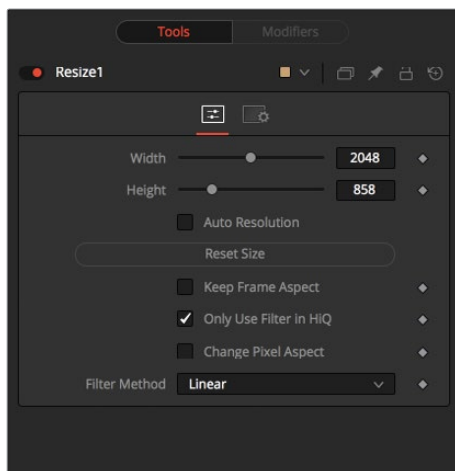 Tools Modifiers
Resize1
Width 2048
Height 858
Auto Resolution
Reset Size
Keep Frame Aspect
Only Use Filter in HiQ
Change Pixel Aspect
Filter Method Linear